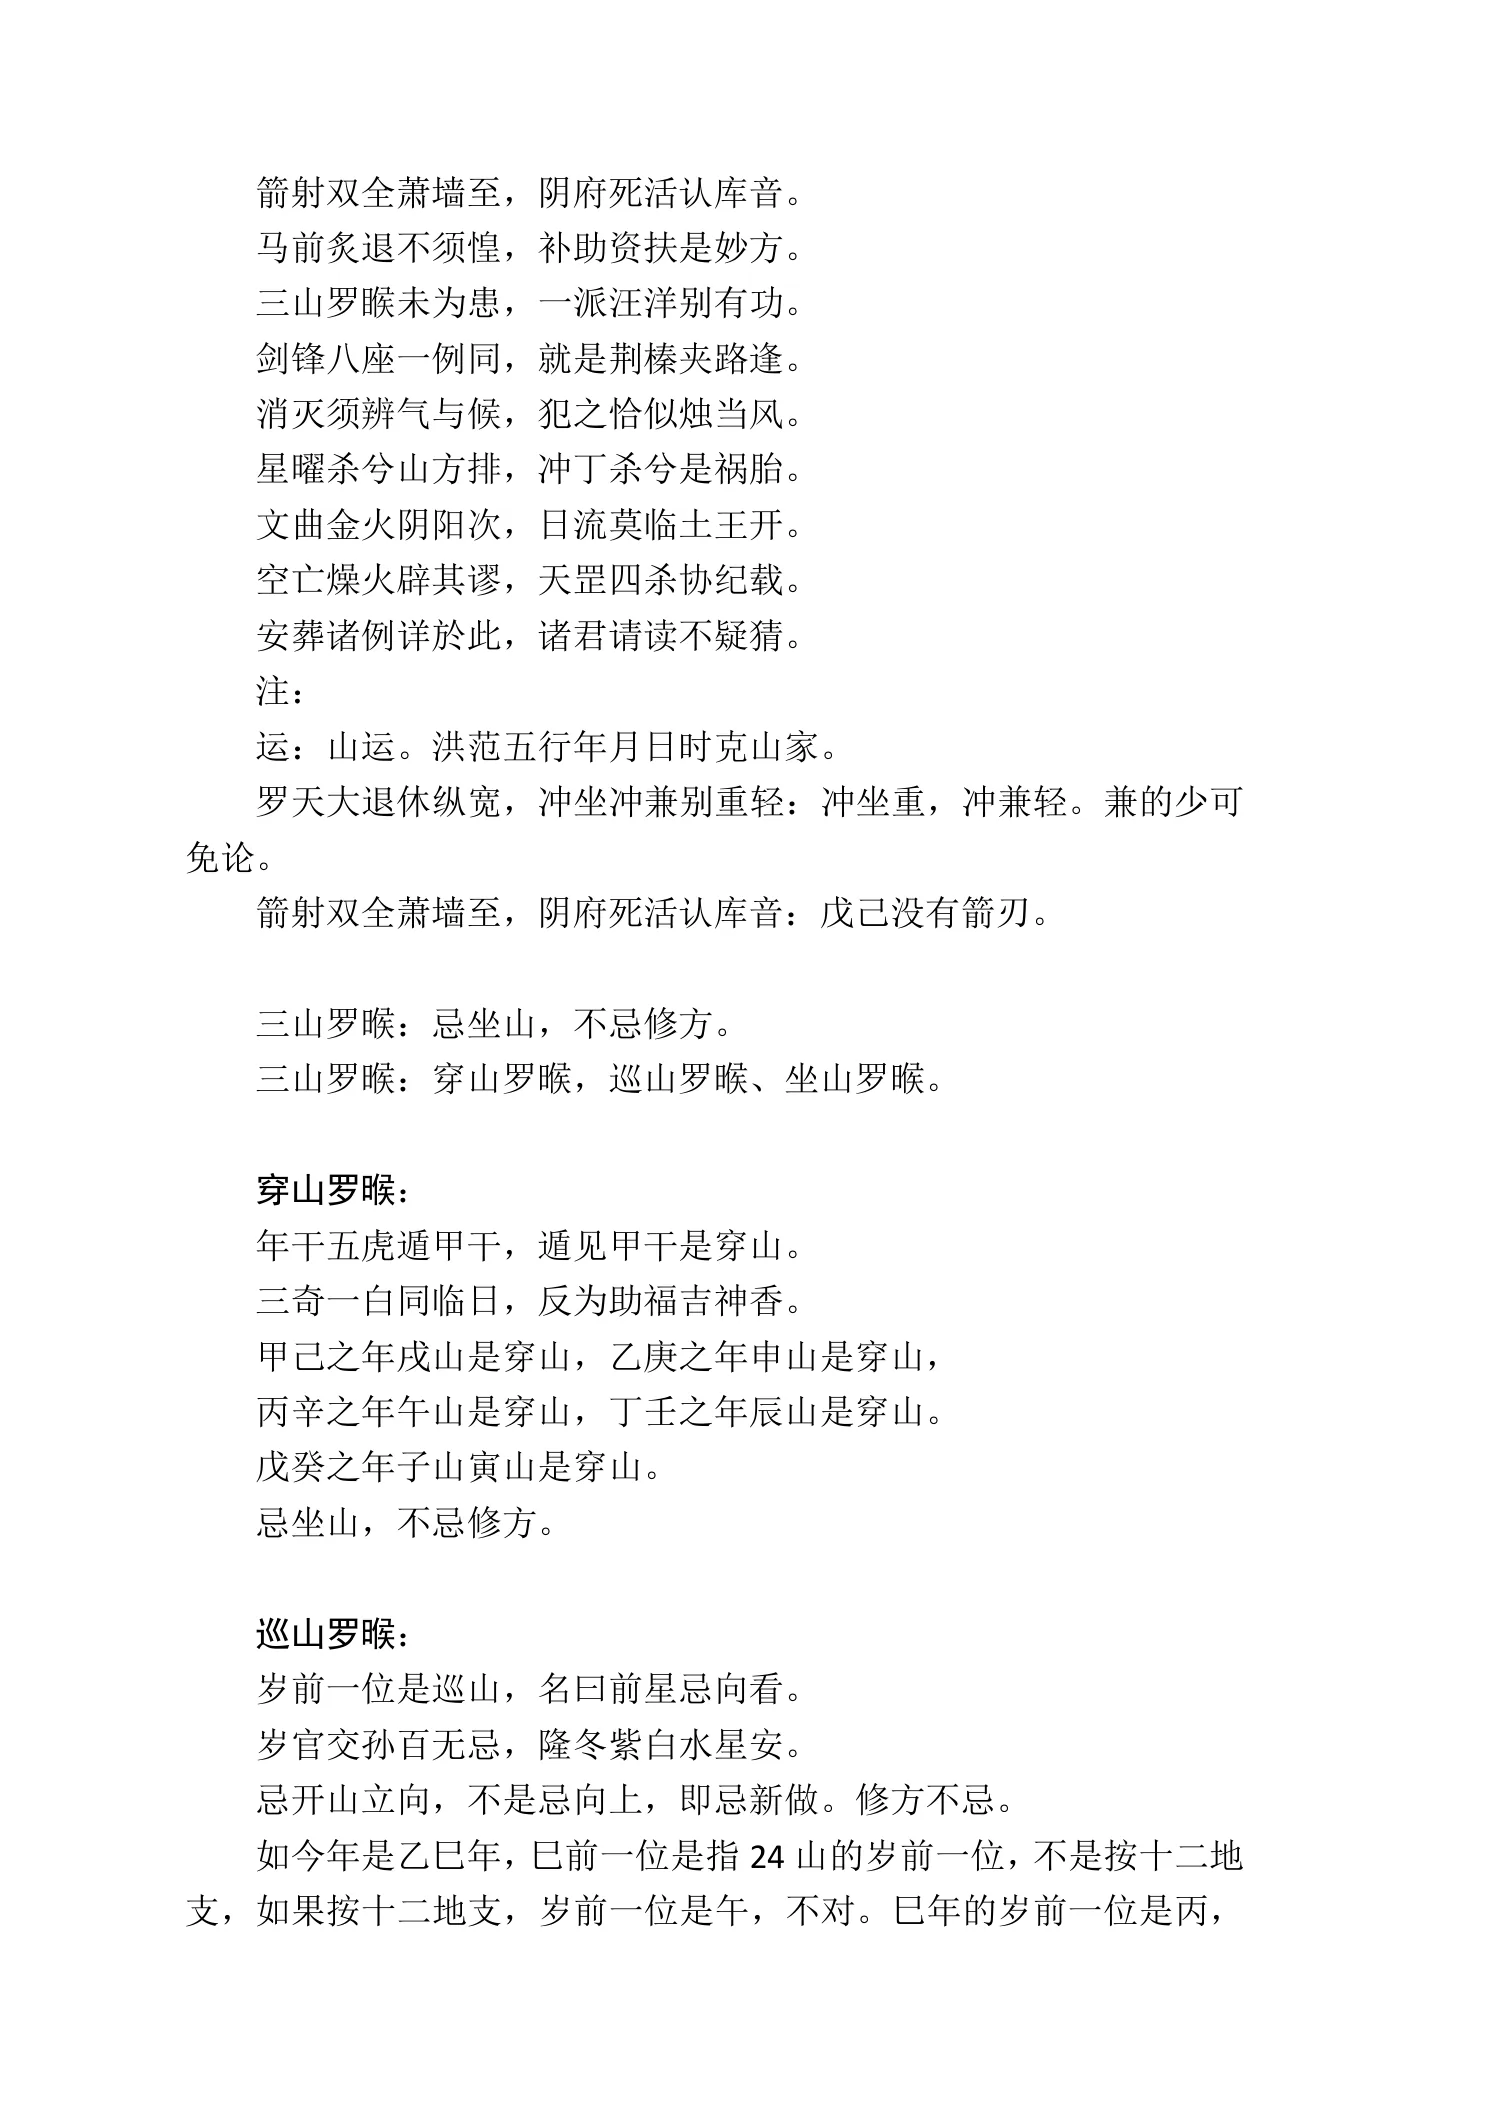 箭射双全萧墙至，阴府死活认库音。
马前炙退不须惶，补助资扶是妙方。
三山罗睺未为患，一派汪洋别有功。
剑锋八座一例同，就是荆榛夹路逢。
消灭须辨气与候，犯之恰似烛当风。
星曜杀兮山方排，冲丁杀兮是祸胎。
文曲金火阴阳次，日流莫临土王开。
空亡燥火辟其谬，天罡四杀协纪载。
安葬诸例详於此，诸君请读不疑猜。
注：
运：山运。洪范五行年月日时克山家。
罗天大退休纵宽，冲坐冲兼别重轻：冲坐重，冲兼轻。兼的少可
免论。
箭射双全萧墙至，阴府死活认库音：戊己没有箭刃。
三山罗睺：忌坐山，不忌修方。
三山罗睺：穿山罗睺，巡山罗睺、坐山罗睺。
穿山罗睺：
年干五虎遁甲干，遁见甲干是穿山。
三奇一白同临日，反为助福吉神香。
甲己之年戌山是穿山，乙庚之年申山是穿山，
丙辛之年午山是穿山，丁壬之年辰山是穿山。
戊癸之年子山寅山是穿山。
忌坐山，不忌修方。
巡山罗睺：
岁前一位是巡山，名曰前星忌向看。
岁官交孙百无忌，隆冬紫白水星安。
忌开山立向，不是忌向上，即忌新做。修方不忌。
如今年是乙巳年，巳前一位是指 24 山的岁前一位，不是按十二地
支，如果按十二地支，岁前一位是午，不对。巳年的岁前一位是丙，